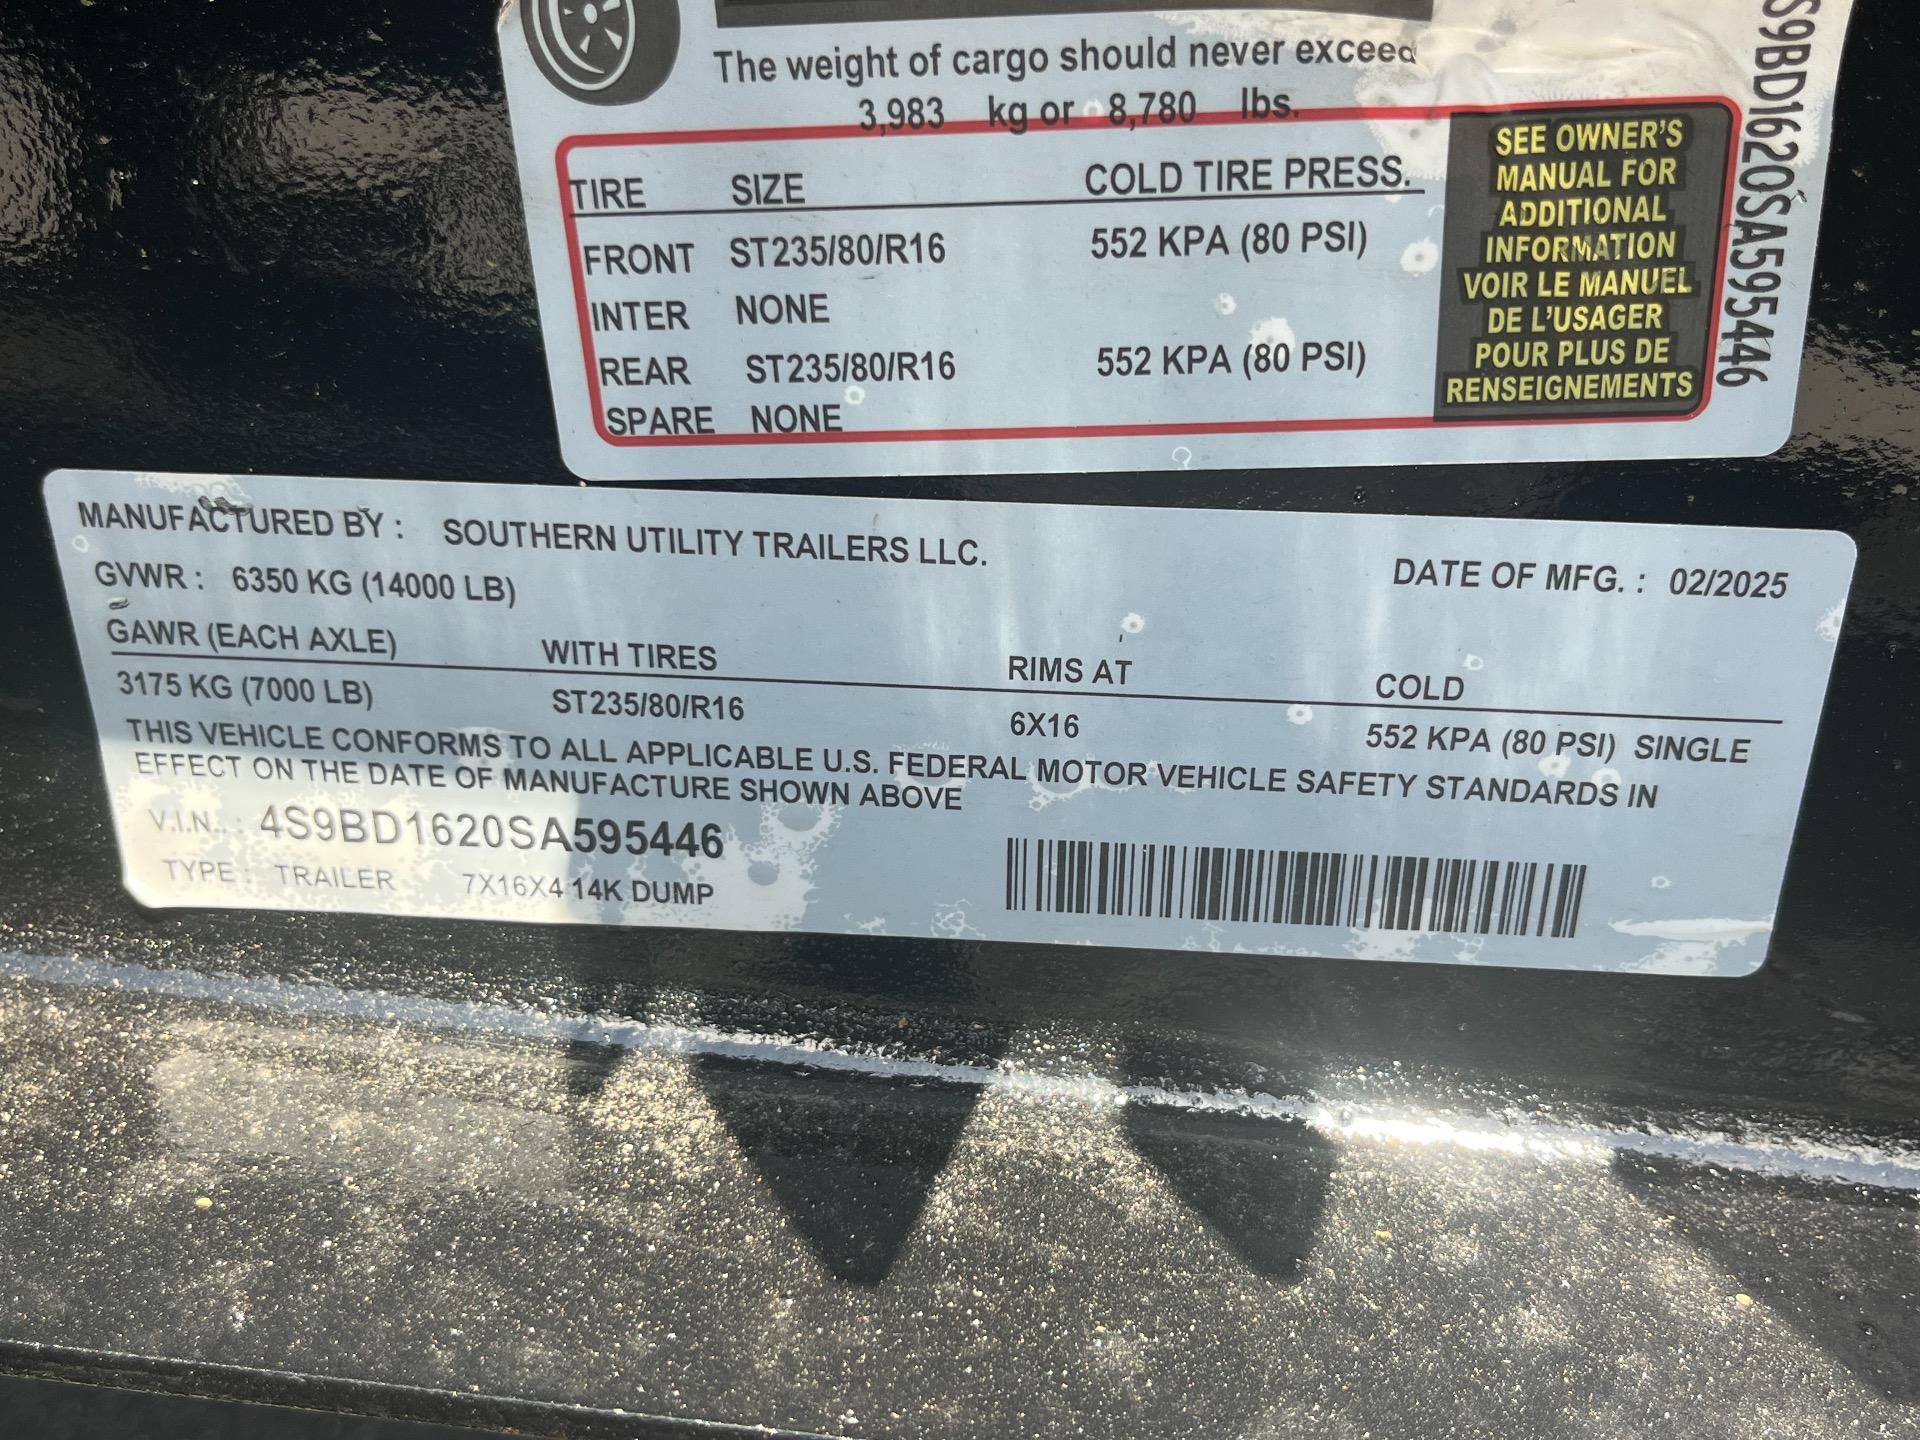 The weight of cargo should never exceed
3,983 kg or 8,780 lbs.
TIRE SIZE COLD TIRE PRESS.
FRONT ST235/80/R16 552 KPA (80 PSI)
INTER NONE
REAR ST235/80/R16 552 KPA (80 PSI)
SPARE NONE
SEE OWNER'S
MANUAL FOR
ADDITIONAL
INFORMATION
VOIR LE MANUEL
DE L'USAGER
POUR PLUS DE
RENSEIGNEMENTS
S9BD1620SA595446
MANUFACTURED BY : SOUTHERN UTILITY TRAILERS LLC.
DATE OF MFG. : 02/2025
GVWR : 6350 KG (14000 LB)
GAWR (EACH AXLE) WITH TIRES RIMS AT COLD
3175 KG (7000 LB) ST235/80/R16 6X16 552 KPA (80 PSI) SINGLE
THIS VEHICLE CONFORMS TO ALL APPLICABLE U.S. FEDERAL MOTOR VEHICLE SAFETY STANDARDS IN
EFFECT ON THE DATE OF MANUFACTURE SHOWN ABOVE
V.I.N.. : 4S9BD1620SA595446
TYPE : TRAILER 7X16X4 14K DUMP